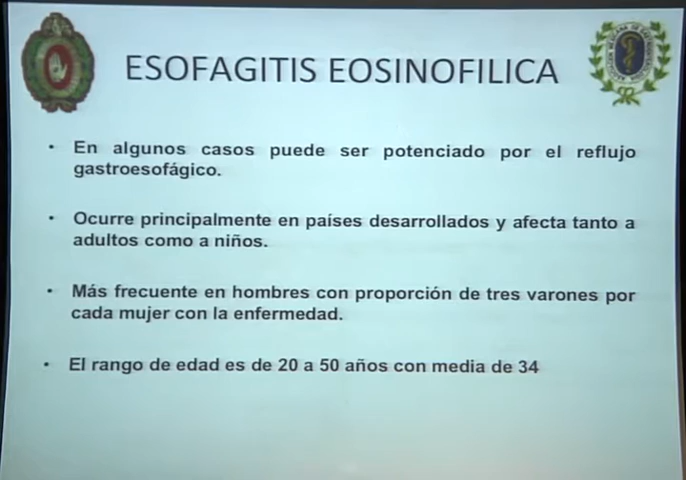 ESOFAGITIS EOSINOFILICA
• En algunos casos puede ser potenciado por el reflujo
gastroesofágico.
• Ocurre principalmente en países desarrollados y afecta tanto a
adultos como a niños.
• Más frecuente en hombres con proporción de tres varones por
cada mujer con la enfermedad.
• El rango de edad es de 20 a 50 años con media de 34